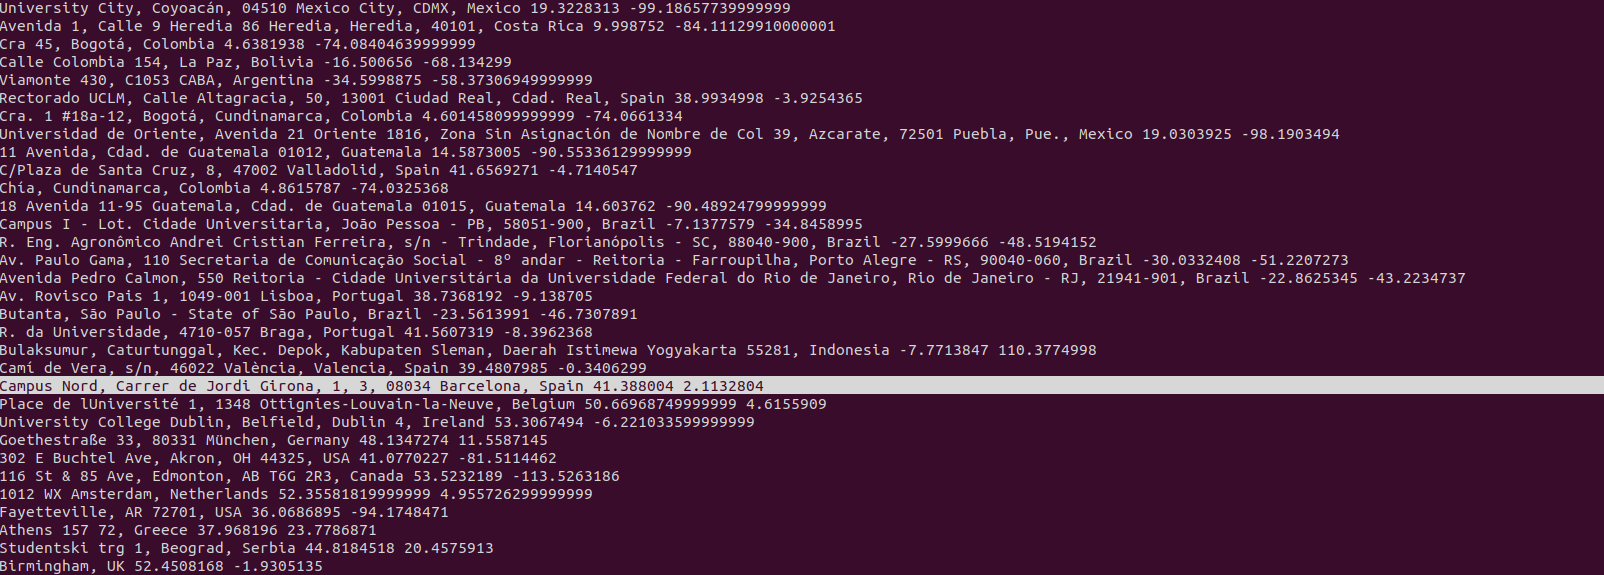 University City, Coyoacán, 04510 Mexico City, CDMX, Mexico 19.3228313 -99.18657739999999
Avenida 1, Calle 9 Heredia 86 Heredia, Heredia, 40101, Costa Rica 9.998752 -84.11129910000001
Cra 45, Bogotá, Colombia 4.6381938 -74.08404639999999
Calle Colombia 154, La Paz, Bolivia -16.500656 -68.134299
Viamonte 430, C1053 CABA, Argentina -34.5998875 -58.37306949999999
Rectorado UCLM, Calle Altagracia, 50, 13001 Ciudad Real, Cdad. Real, Spain 38.9934998 -3.9254365
Cra. 1 #18a-12, Bogotá, Cundinamarca, Colombia 4.601458099999999 -74.0661334
Universidad de Oriente, Avenida 21 Oriente 1816, Zona Sin Asignación de Nombre de Col 39, Azcarate, 72501 Puebla, Pue., Mexico 19.0303925 -98.1903494
11 Avenida, Cdad. de Guatemala 01012, Guatemala 14.5873005 -90.55336129999999
C/Plaza de Santa Cruz, 8, 47002 Valladolid, Spain 41.6569271 -4.7140547
Chía, Cundinamarca, Colombia 4.8615787 -74.0325368
18 Avenida 11-95 Guatemala, Cdad. de Guatemala 01015, Guatemala 14.603762 -90.48924799999999
Campus I - Lot. Cidade Universitaria, João Pessoa - PB, 58051-900, Brazil -7.1377579 -34.8458995
R. Eng. Agronômico Andrei Cristian Ferreira, s/n - Trindade, Florianópolis - SC, 88040-900, Brazil -27.5999666 -48.5194152
Av. Paulo Gama, 110 Secretaria de Comunicação Social - 8º andar - Reitoria - Farroupilha, Porto Alegre - RS, 90040-060, Brazil -30.0332408 -51.2207273
Avenida Pedro Calmon, 550 Reitoria - Cidade Universitária da Universidade Federal do Rio de Janeiro, Rio de Janeiro - RJ, 21941-901, Brazil -22.8625345 -43.2234737
Av. Rovisco Pais 1, 1049-001 Lisboa, Portugal 38.7368192 -9.138705
Butanta, São Paulo - State of São Paulo, Brazil -23.5613991 -46.7307891
R. da Universidade, 4710-057 Braga, Portugal 41.5607319 -8.3962368
Bulaksumur, Caturtunggal, Kec. Depok, Kabupaten Sleman, Daerah Istimewa Yogyakarta 55281, Indonesia -7.7713847 110.3774998
Camí de Vera, s/n, 46022 València, Valencia, Spain 39.4807985 -0.3406299
Campus Nord, Carrer de Jordi Girona, 1, 3, 08034 Barcelona, Spain 41.388004 2.1132804
Place de lUniversité 1, 1348 Ottignies-Louvain-la-Neuve, Belgium 50.66968749999999 4.6155909
University College Dublin, Belfield, Dublin 4, Ireland 53.3067494 -6.221033599999999
Goethestraße 33, 80331 München, Germany 48.1347274 11.5587145
302 E Buchtel Ave, Akron, OH 44325, USA 41.0770227 -81.5114462
116 St & 85 Ave, Edmonton, AB T6G 2R3, Canada 53.5232189 -113.5263186
1012 WX Amsterdam, Netherlands 52.35581819999999 4.955726299999999
Fayetteville, AR 72701, USA 36.0686895 -94.1748471
Athens 157 72, Greece 37.968196 23.7786871
Studentski trg 1, Beograd, Serbia 44.8184518 20.4575913
Birmingham, UK 52.4508168 -1.9305135